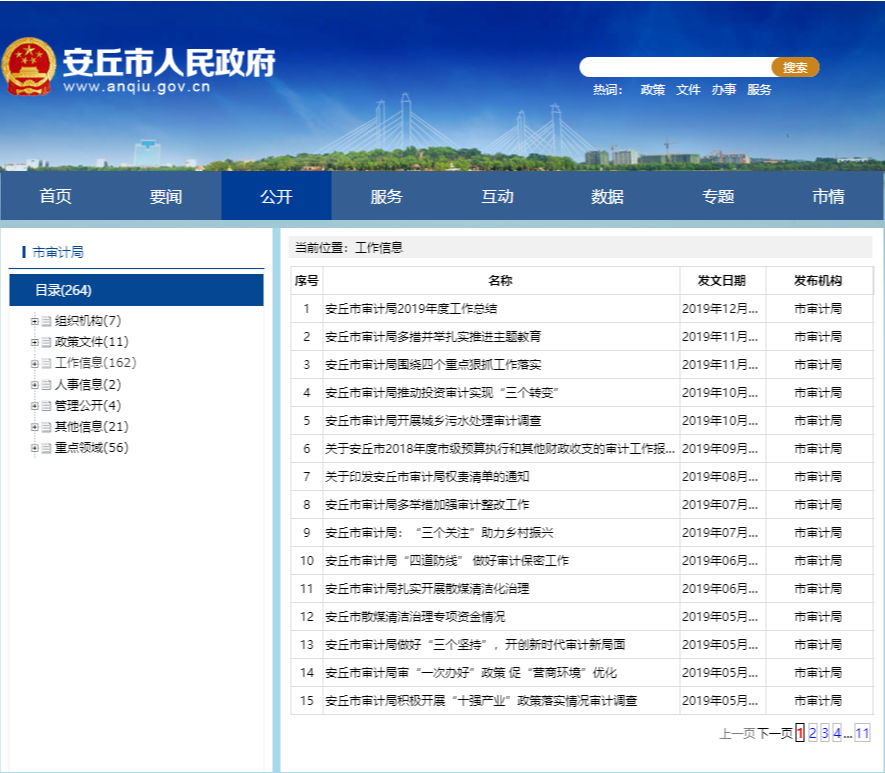 安丘市人民政府
www.anqiu.gov.cn
搜索
热词： 政策 文件 办事 服务
首页 要闻 公开 服务 互动 数据 专题 市情
市审计局
目录(264)
组织机构(7)
政策文件(11)
工作信息(162)
人事信息(2)
管理公开(4)
其他信息(21)
重点领域(56)
当前位置：工作信息
序号 名称 发文日期 发布机构
1 安丘市审计局2019年度工作总结 2019年12月... 市审计局
2 安丘市审计局多措并举扎实推进主题教育 2019年11月... 市审计局
3 安丘市审计局围绕四个重点狠抓工作落实 2019年11月... 市审计局
4 安丘市审计局推动投资审计实现“三个转变” 2019年10月... 市审计局
5 安丘市审计局开展城乡污水处理审计调查 2019年10月... 市审计局
6 关于安丘市2018年度市级预算执行和其他财政收支的审计工作报... 2019年09月... 市审计局
7 关于印发安丘市审计局权责清单的通知 2019年08月... 市审计局
8 安丘市审计局多举措加强审计整改工作 2019年07月... 市审计局
9 安丘市审计局：“三个关注”助力乡村振兴 2019年07月... 市审计局
10 安丘市审计局“四道防线” 做好审计保密工作 2019年06月... 市审计局
11 安丘市审计局扎实开展散煤清洁化治理 2019年06月... 市审计局
12 安丘市散煤清洁治理专项资金情况 2019年05月... 市审计局
13 安丘市审计局做好“三个坚持”，开创新时代审计新局面 2019年05月... 市审计局
14 安丘市审计局审“一次办好”政策 促“营商环境”优化 2019年05月... 市审计局
15 安丘市审计局积极开展“十强产业”政策落实情况审计调查 2019年05月... 市审计局
上一页 下一页 1 2 3 4 ... 11